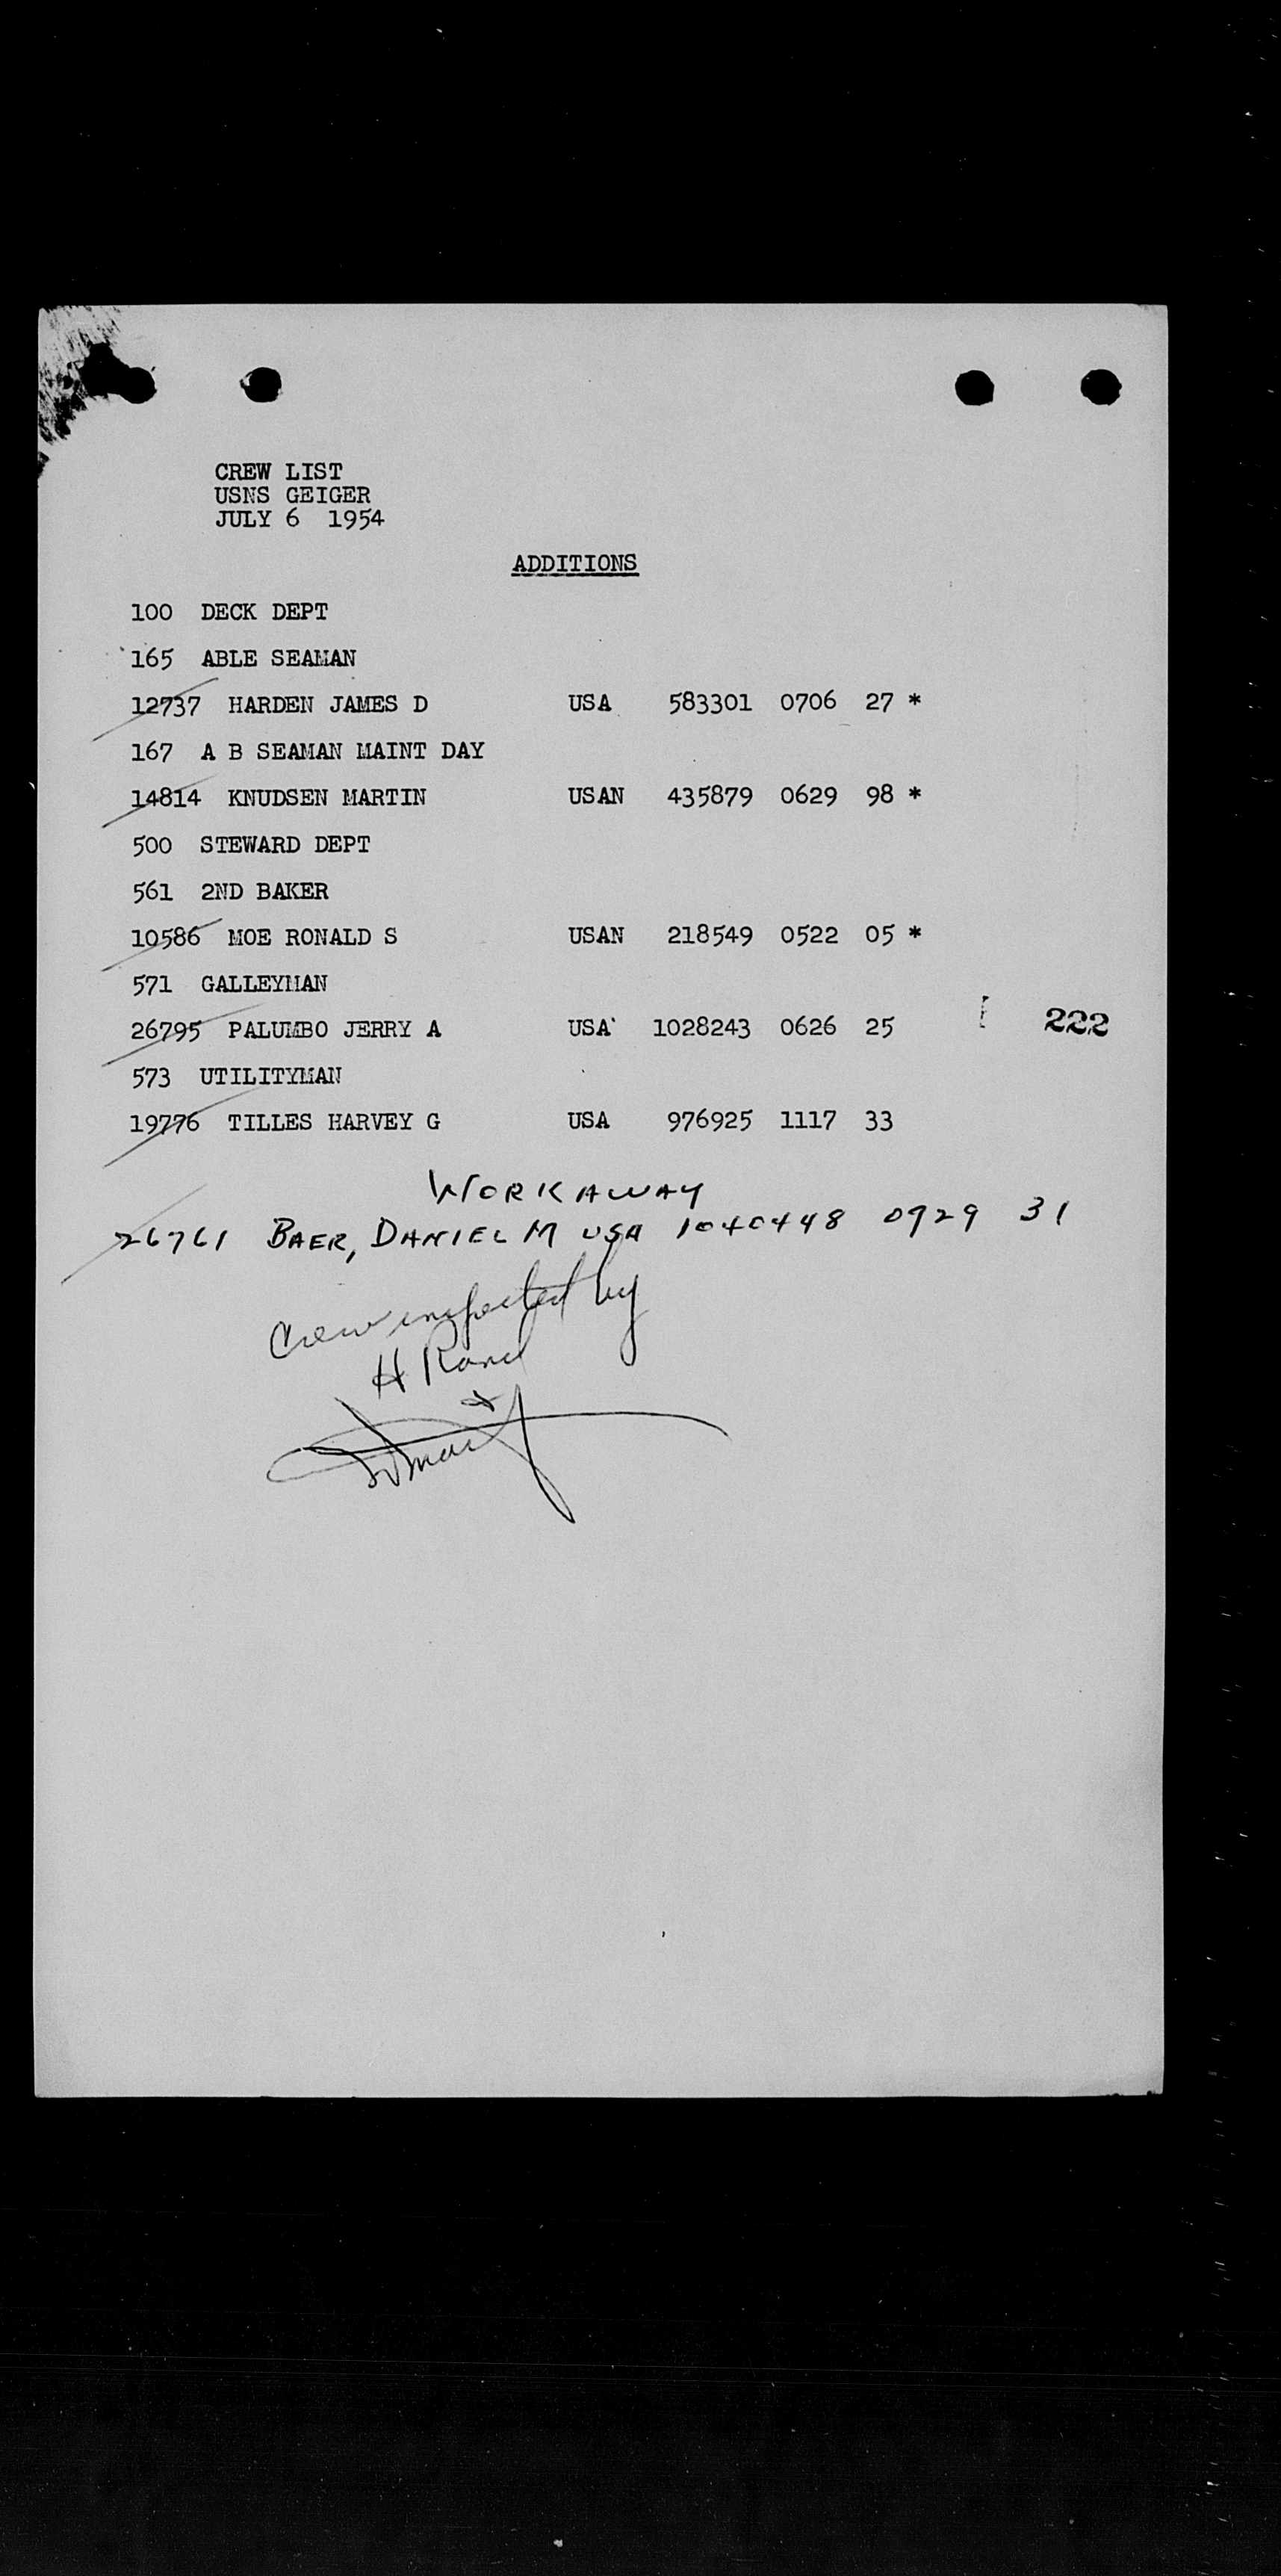 CREW LIST
USNS GEIGER
JULY 6 1954
ADDITIONS
100 DECK DEPT
165 ABLE SEAMAN
12737 HARDEN JAMES D USA 583301 0706 27 *
167 A B SEAMAN MAINT DAY
14814 KNUDSEN MARTIN USAN 435879 0629 98 *
500 STEWARD DEPT
561 2ND BAKER
10586 MOE RONALD S USAN 218549 0522 05 *
571 GALLEYMAN
26795 PALUMBO JERRY A USA 1028243 0626 25 222
573 UTILITYMAN
19776 TILLES HARVEY G USA 976925 1117 33
WORKAWAY
26761 BAER, DANIEL M USA 1040448 0929 31
Crew inspected by
H Rand